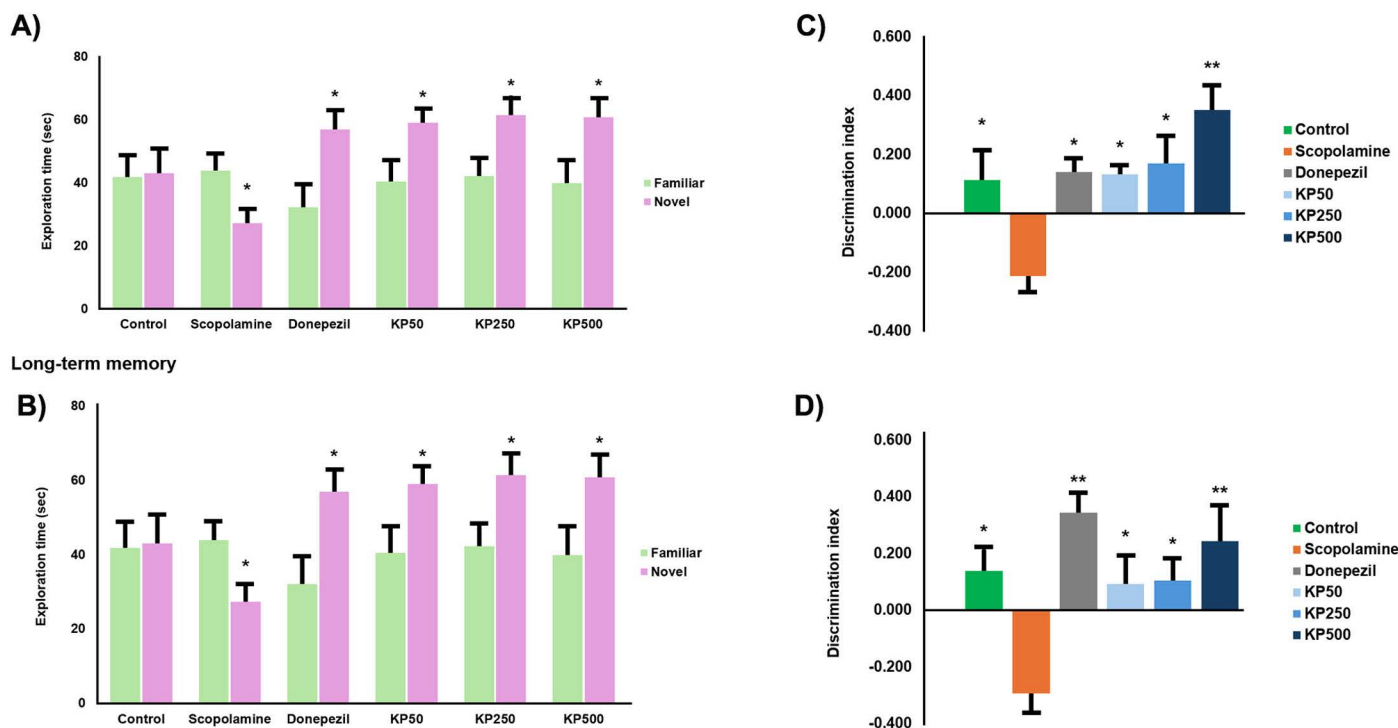 A)
80
60
40
20
0
Exploration time (sec)
* * * * *
Control Scopolamine Donepezil KP50 KP250 KP500
Familiar
Novel
C)
0.600
0.400
0.200
0.000
-0.200
-0.400
Discrimination index
* * * * **
Control
Scopolamine
Donepezil
KP50
KP250
KP500
Long-term memory
B)
80
60
40
20
0
Exploration time (sec)
* * * * *
Control Scopolamine Donepezil KP50 KP250 KP500
Familiar
Novel
D)
0.600
0.400
0.200
0.000
-0.200
-0.400
Discrimination index
* ** * * **
Control
Scopolamine
Donepezil
KP50
KP250
KP500